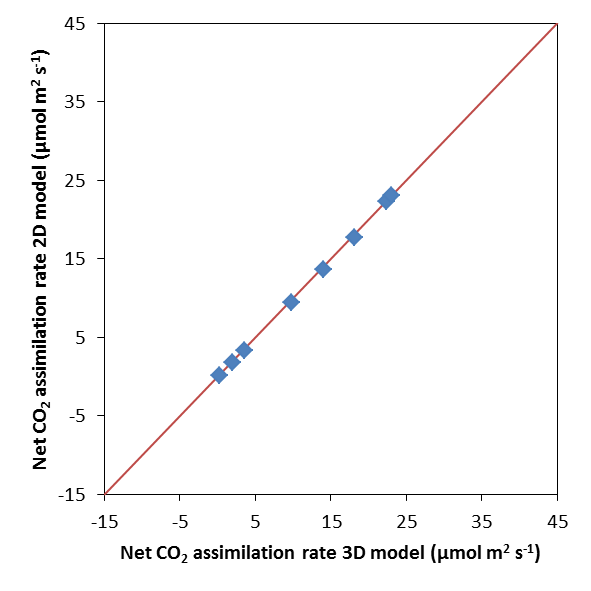 45
35
25
15
5
-5
-15
-15 -5 5 15 25 35 45
Net CO₂ assimilation rate 2D model (µmol m² s⁻¹)
Net CO₂ assimilation rate 3D model (µmol m² s⁻¹)